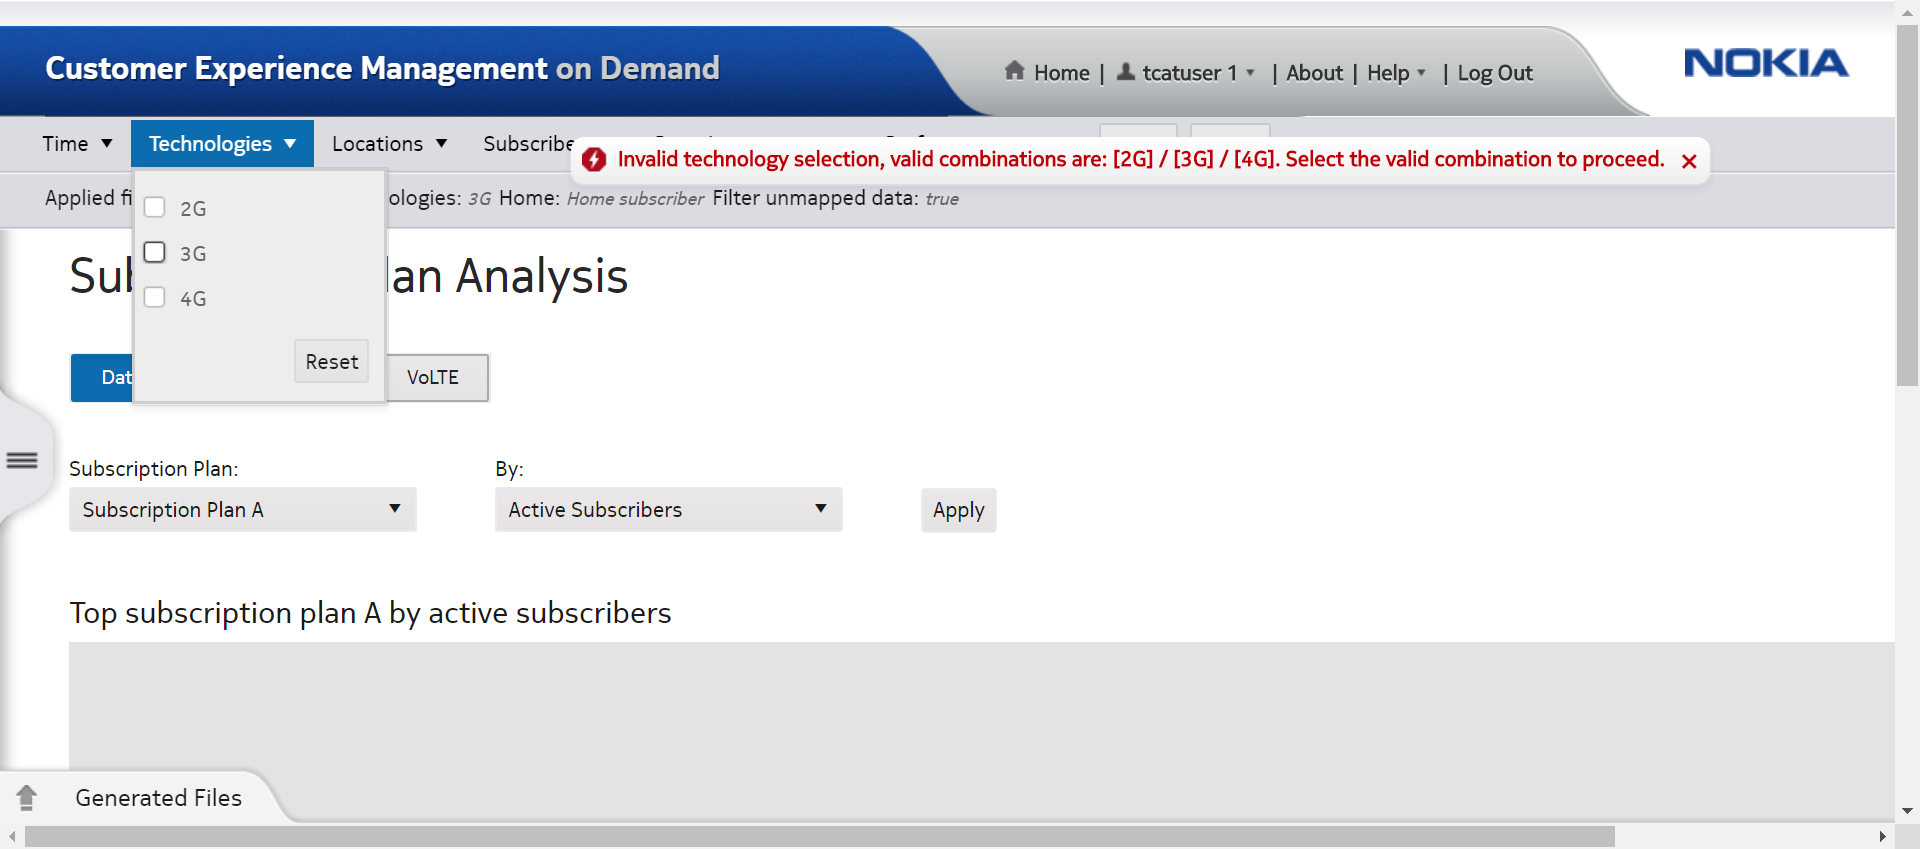 Customer Experience Management on Demand
Home | tcatuser 1 | About | Help | Log Out
NOKIA
Time Technologies Locations Subscribe
Invalid technology selection, valid combinations are: [2G] / [3G] / [4G]. Select the valid combination to proceed.
Applied fi ologies: 3G Home: Home subscriber Filter unmapped data: true
2G
3G
4G
Reset
Sub lan Analysis
Dat VoLTE
Subscription Plan: By:
Subscription Plan A Active Subscribers Apply
Top subscription plan A by active subscribers
Generated Files